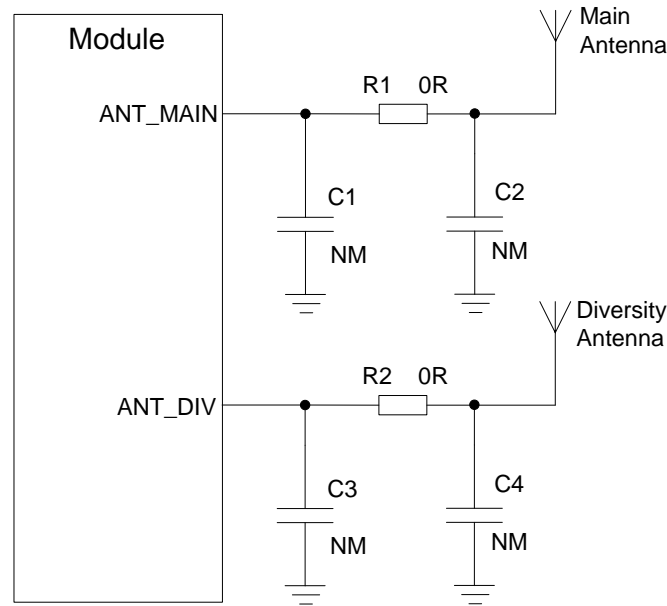 Module
Main
Antenna
R1 0R
ANT_MAIN
C1
C2
NM
NM
Diversity
Antenna
R2 0R
ANT_DIV
C3
C4
NM
NM